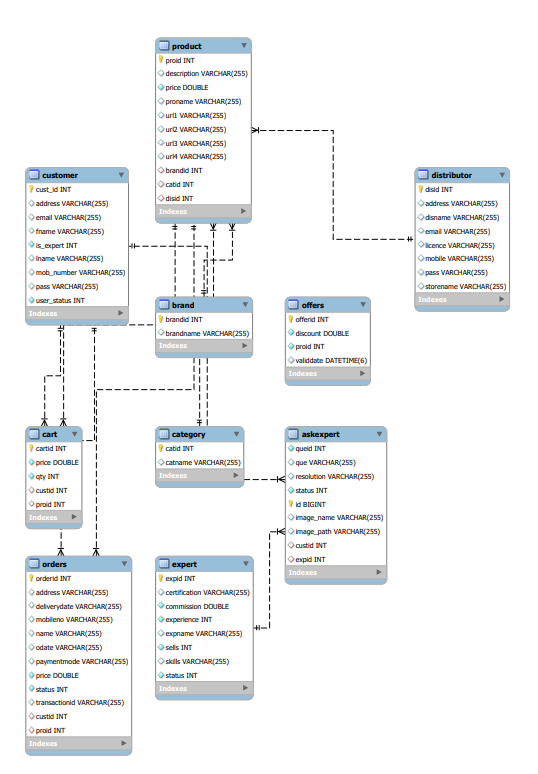 product
proid INT
description VARCHAR(255)
price DOUBLE
proname VARCHAR(255)
url1 VARCHAR(255)
url2 VARCHAR(255)
url3 VARCHAR(255)
url4 VARCHAR(255)
brandid INT
catid INT
disid INT
Indexes
customer
cust_id INT
address VARCHAR(255)
email VARCHAR(255)
fname VARCHAR(255)
is_expert INT
lname VARCHAR(255)
mob_number VARCHAR(255)
pass VARCHAR(255)
user_status INT
Indexes
distributor
disid INT
address VARCHAR(255)
disname VARCHAR(255)
email VARCHAR(255)
licence VARCHAR(255)
mobile VARCHAR(255)
pass VARCHAR(255)
storename VARCHAR(255)
Indexes
brand
brandid INT
brandname VARCHAR(255)
Indexes
offers
offerid INT
discount DOUBLE
proid INT
validdate DATETIME(6)
Indexes
cart
cartid INT
price DOUBLE
qty INT
custid INT
proid INT
Indexes
category
catid INT
catname VARCHAR(255)
Indexes
askexpert
queid INT
que VARCHAR(255)
resolution VARCHAR(255)
status INT
id BIGINT
image_name VARCHAR(255)
image_path VARCHAR(255)
custid INT
expid INT
Indexes
orders
orderid INT
address VARCHAR(255)
deliverydate VARCHAR(255)
mobileno VARCHAR(255)
name VARCHAR(255)
odate VARCHAR(255)
paymentmode VARCHAR(255)
price DOUBLE
status INT
transactionid VARCHAR(255)
custid INT
proid INT
Indexes
expert
expid INT
certification VARCHAR(255)
commission DOUBLE
experience INT
expname VARCHAR(255)
sells INT
skills VARCHAR(255)
status INT
Indexes